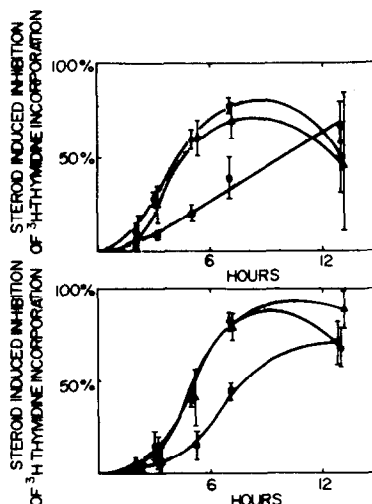 STEROID INDUCED INHIBITION
OF ³H-THYMIDINE INCORPORATION
100%
50%
6
12
HOURS
STEROID INDUCED INHIBITION
OF ³H THYMIDINE INCORPORATION
100%
50%
6
12
HOURS